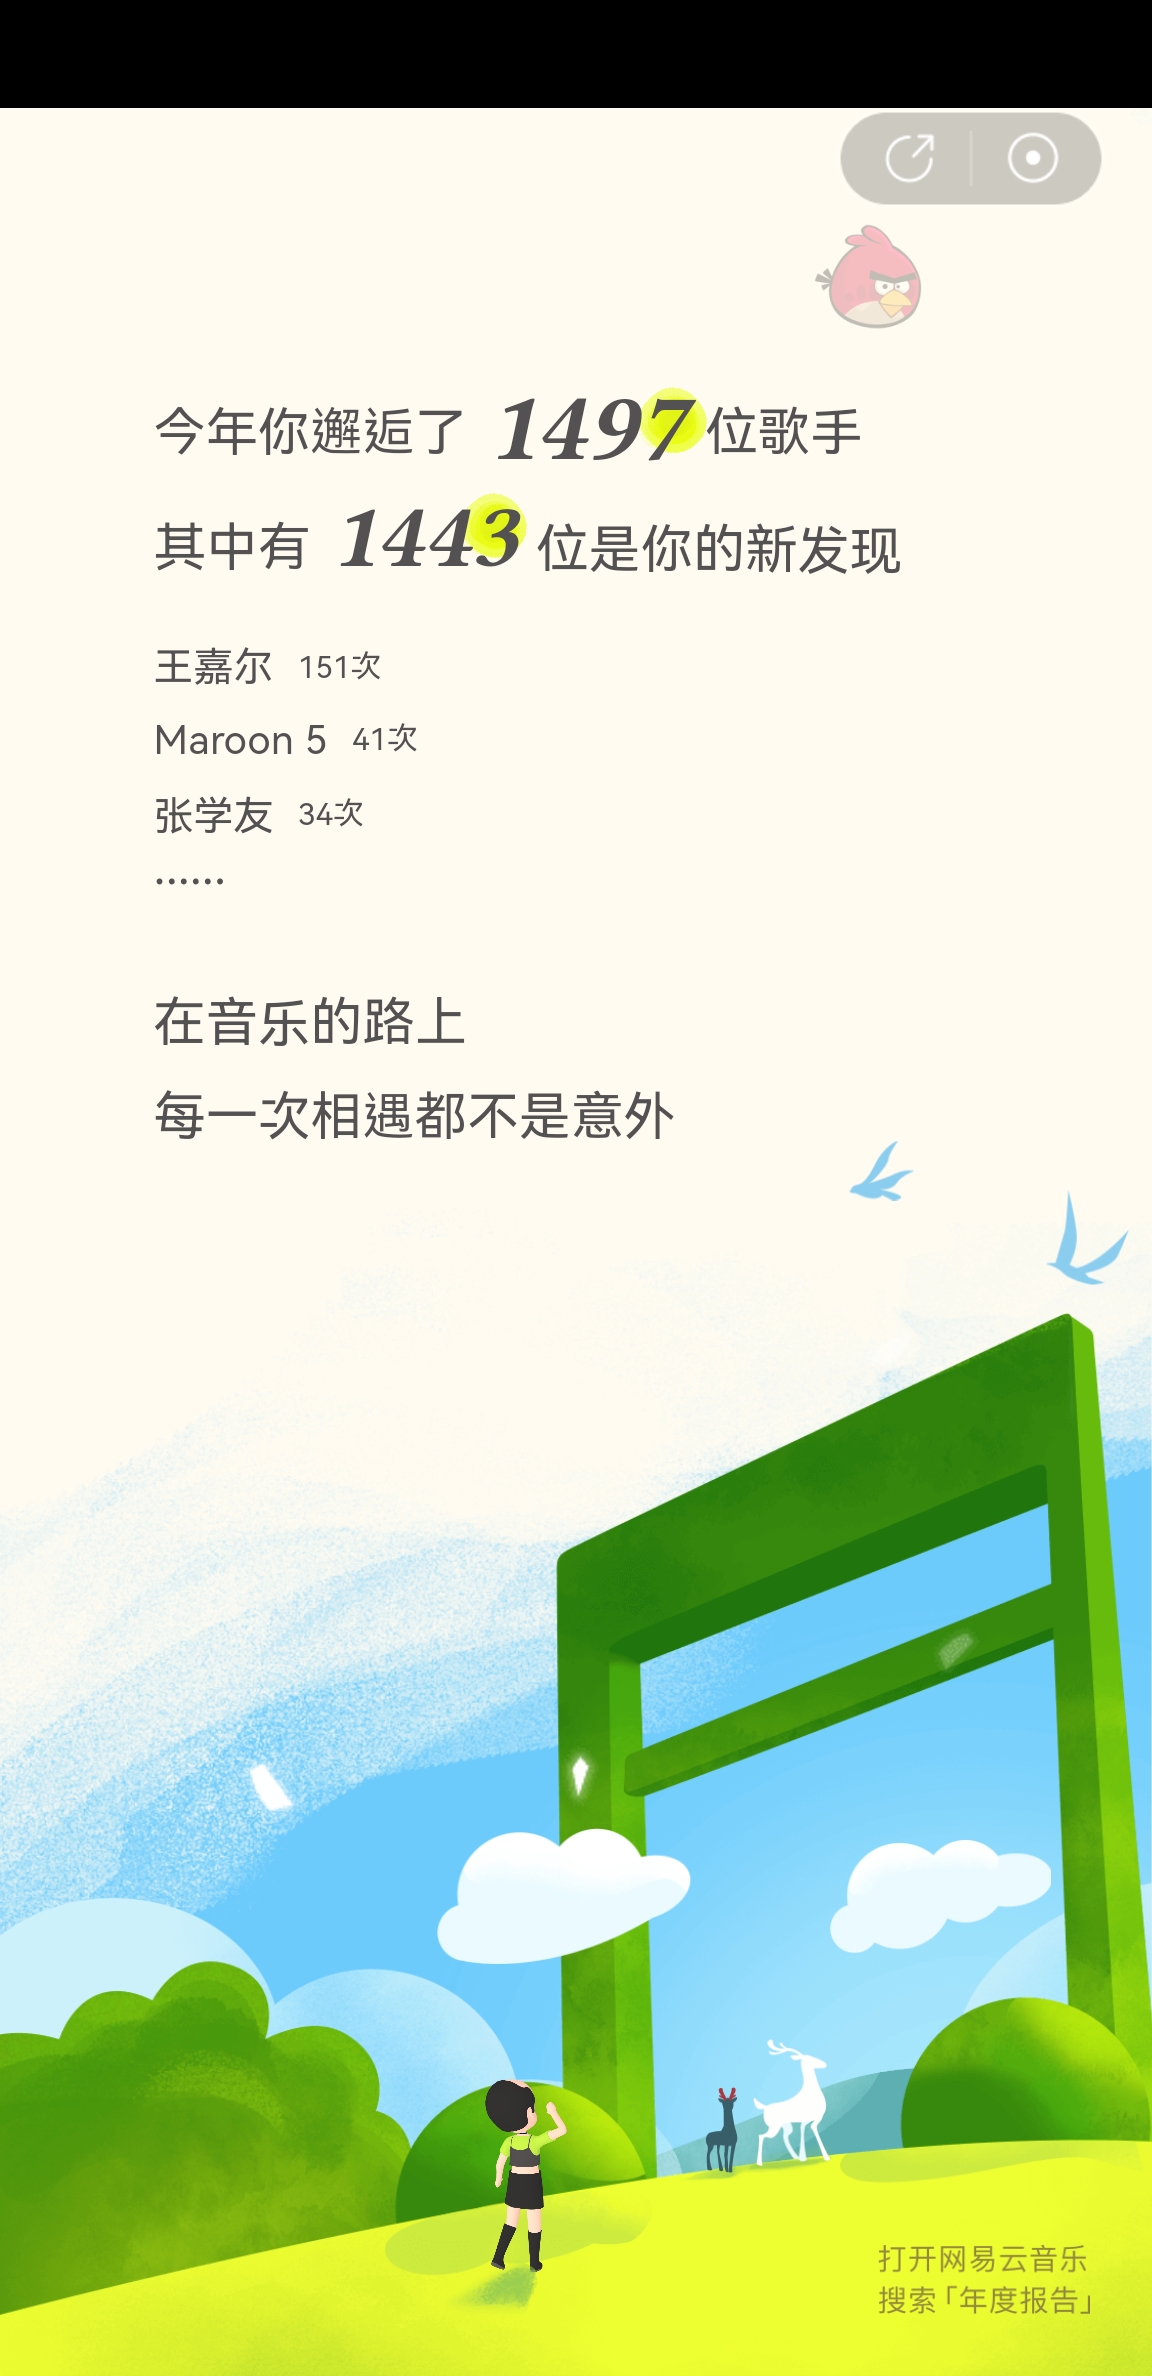 今年你邂逅了 1497 位歌手
其中有 1443 位是你的新发现
王嘉尔 151次
Maroon 5 41次
张学友 34次
······
在音乐的路上
每一次相遇都不是意外
打开网易云音乐
搜索「年度报告」